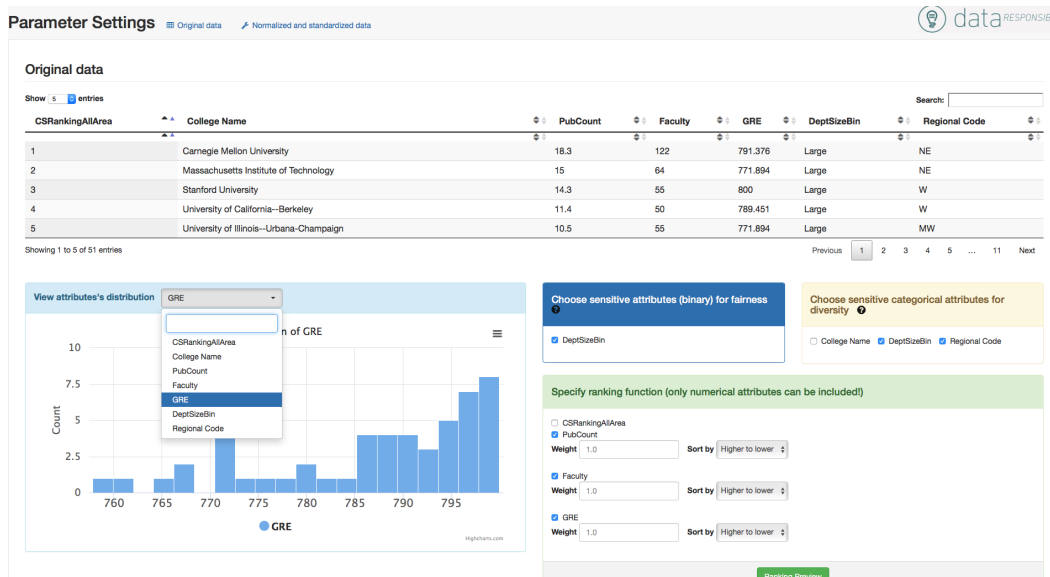 Parameter Settings Original data Normalized and standardized data
data RESPONSIB
Original data
Show 5 entries Search:
CSRankingAllArea College Name PubCount Faculty GRE DeptSizeBin Regional Code
1 Carnegie Mellon University 18.3 122 791.376 Large NE
2 Massachusetts Institute of Technology 15 64 771.894 Large NE
3 Stanford University 14.3 55 800 Large W
4 University of California--Berkeley 11.4 50 789.451 Large W
5 University of Illinois--Urbana-Champaign 10.5 55 771.894 Large MW
Showing 1 to 5 of 51 entries Previous 1 2 3 4 5 ... 11 Next
View attributes's distribution GRE
n of GRE
CSRankingAllArea
College Name
PubCount
Faculty
GRE
DeptSizeBin
Regional Code
Count
10
7.5
5
2.5
0
760 765 770 775 780 785 790 795
GRE
Highcharts.com
Choose sensitive attributes (binary) for fairness
?
DeptSizeBin
Choose sensitive categorical attributes for
diversity ?
College Name DeptSizeBin Regional Code
Specify ranking function (only numerical attributes can be included!)
CSRankingAllArea
PubCount
Weight 1.0 Sort by Higher to lower
Faculty
Weight 1.0 Sort by Higher to lower
GRE
Weight 1.0 Sort by Higher to lower
Ranking Preview